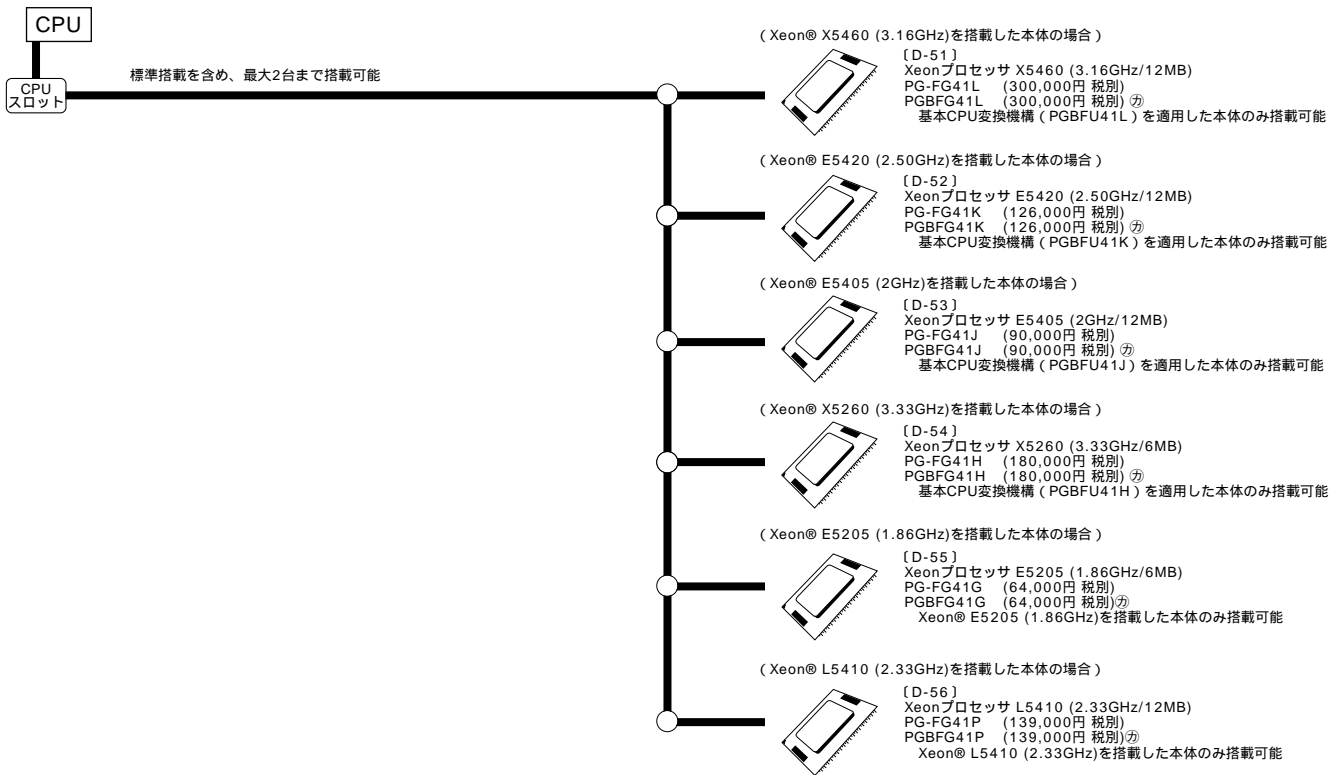 CPU
CPU
スロット
標準搭載を含め、最大2台まで搭載可能
(Xeon® X5460 (3.16GHz)を搭載した本体の場合)
〔D-51〕
Xeonプロセッサ X5460 (3.16GHz/12MB)
PG-FG41L (300,000円 税別)
PGBFG41L (300,000円 税別) ㋕
基本CPU変換機構(PGBFU41L)を適用した本体のみ搭載可能
(Xeon® E5420 (2.50GHz)を搭載した本体の場合)
〔D-52〕
Xeonプロセッサ E5420 (2.50GHz/12MB)
PG-FG41K (126,000円 税別)
PGBFG41K (126,000円 税別) ㋕
基本CPU変換機構(PGBFU41K)を適用した本体のみ搭載可能
(Xeon® E5405 (2GHz)を搭載した本体の場合)
〔D-53〕
Xeonプロセッサ E5405 (2GHz/12MB)
PG-FG41J (90,000円 税別)
PGBFG41J (90,000円 税別) ㋕
基本CPU変換機構(PGBFU41J)を適用した本体のみ搭載可能
(Xeon® X5260 (3.33GHz)を搭載した本体の場合)
〔D-54〕
Xeonプロセッサ X5260 (3.33GHz/6MB)
PG-FG41H (180,000円 税別)
PGBFG41H (180,000円 税別) ㋕
基本CPU変換機構(PGBFU41H)を適用した本体のみ搭載可能
(Xeon® E5205 (1.86GHz)を搭載した本体の場合)
〔D-55〕
Xeonプロセッサ E5205 (1.86GHz/6MB)
PG-FG41G (64,000円 税別)
PGBFG41G (64,000円 税別)㋕
Xeon® E5205 (1.86GHz)を搭載した本体のみ搭載可能
(Xeon® L5410 (2.33GHz)を搭載した本体の場合)
〔D-56〕
Xeonプロセッサ L5410 (2.33GHz/12MB)
PG-FG41P (139,000円 税別)
PGBFG41P (139,000円 税別)㋕
Xeon® L5410 (2.33GHz)を搭載した本体のみ搭載可能